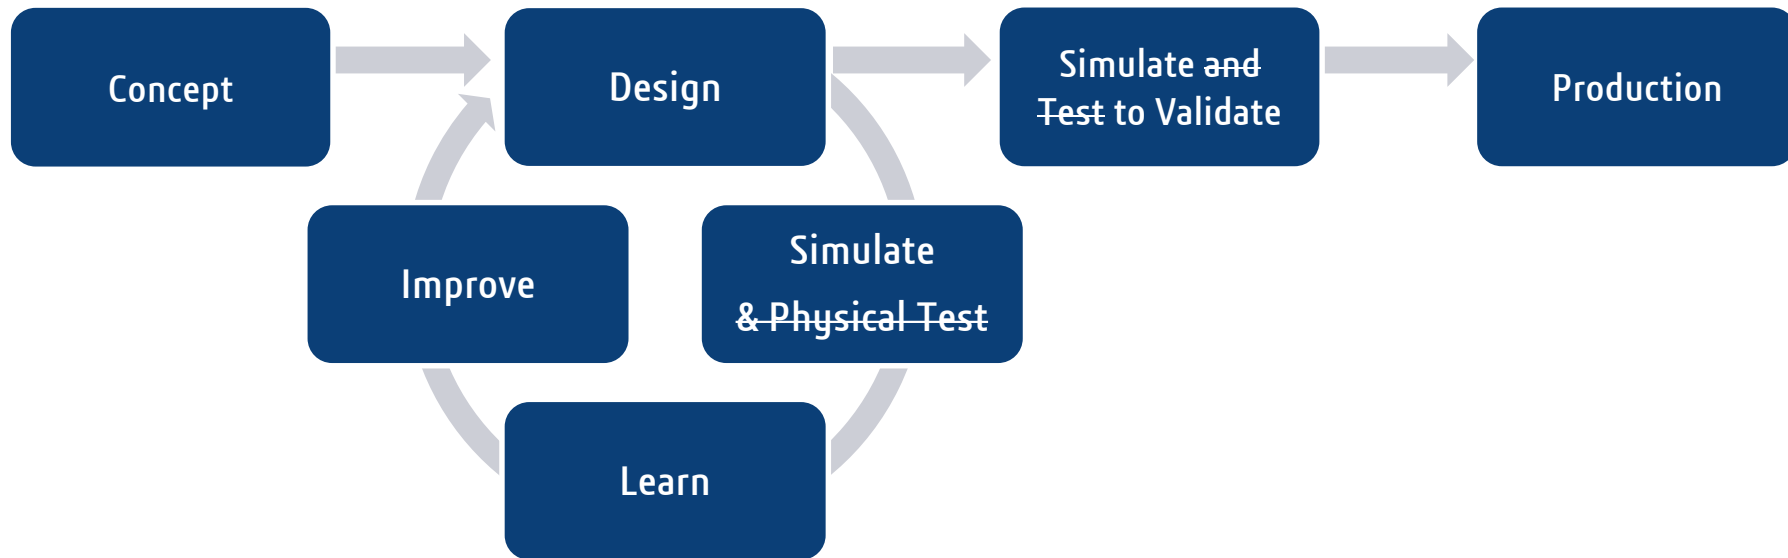 Concept
Design
Simulate and
Test to Validate
Production
Improve
Simulate
& Physical Test
Learn